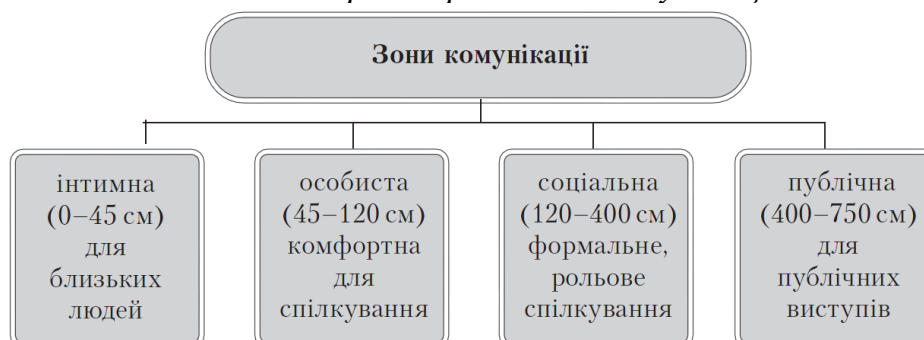 Зони комунікації
інтимна
(0–45 см)
для
близьких
людей
особиста
(45–120 см)
комфортна
для
спілкування
соціальна
(120–400 см)
формальне,
рольове
спілкування
публічна
(400–750 см)
для
публічних
виступів